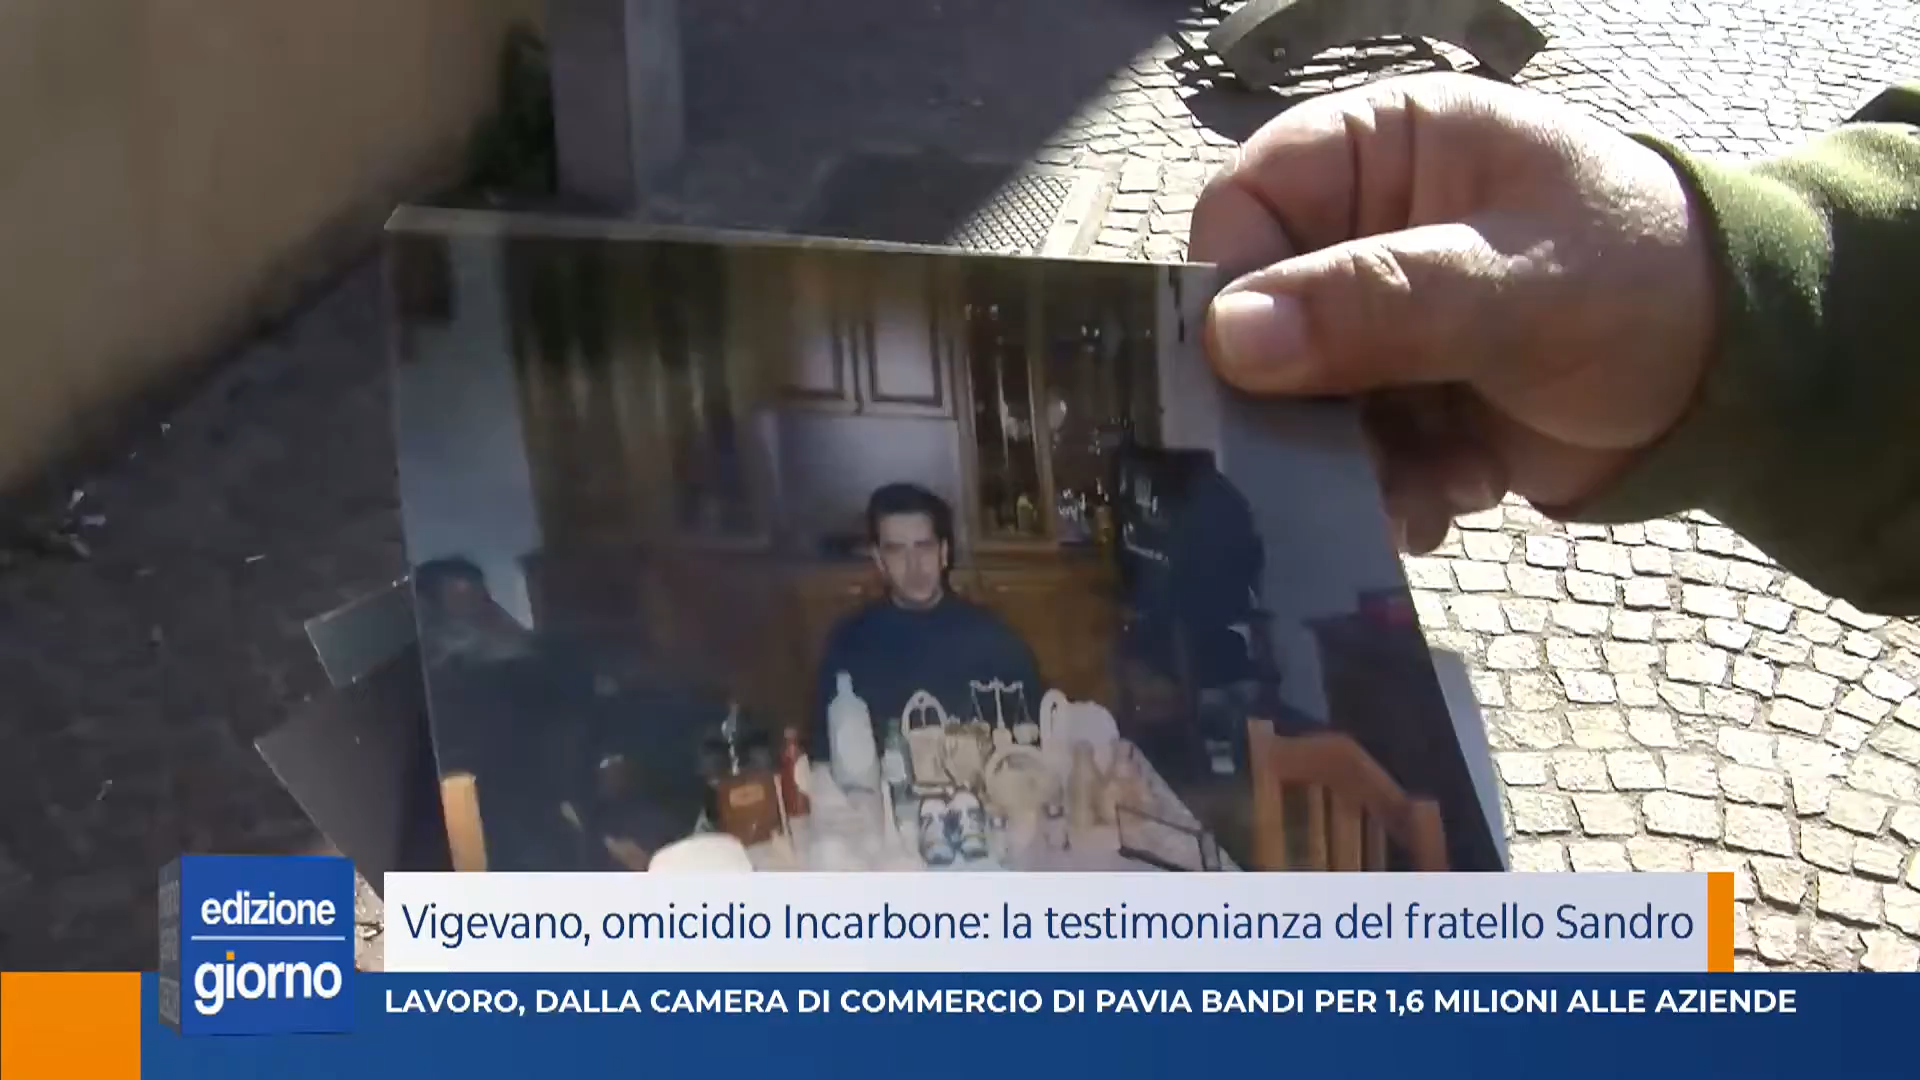 edizione
giorno
Vigevano, omicidio Incarbone: la testimonianza del fratello Sandro
LAVORO, DALLA CAMERA DI COMMERCIO DI PAVIA BANDI PER 1,6 MILIONI ALLE AZIENDE